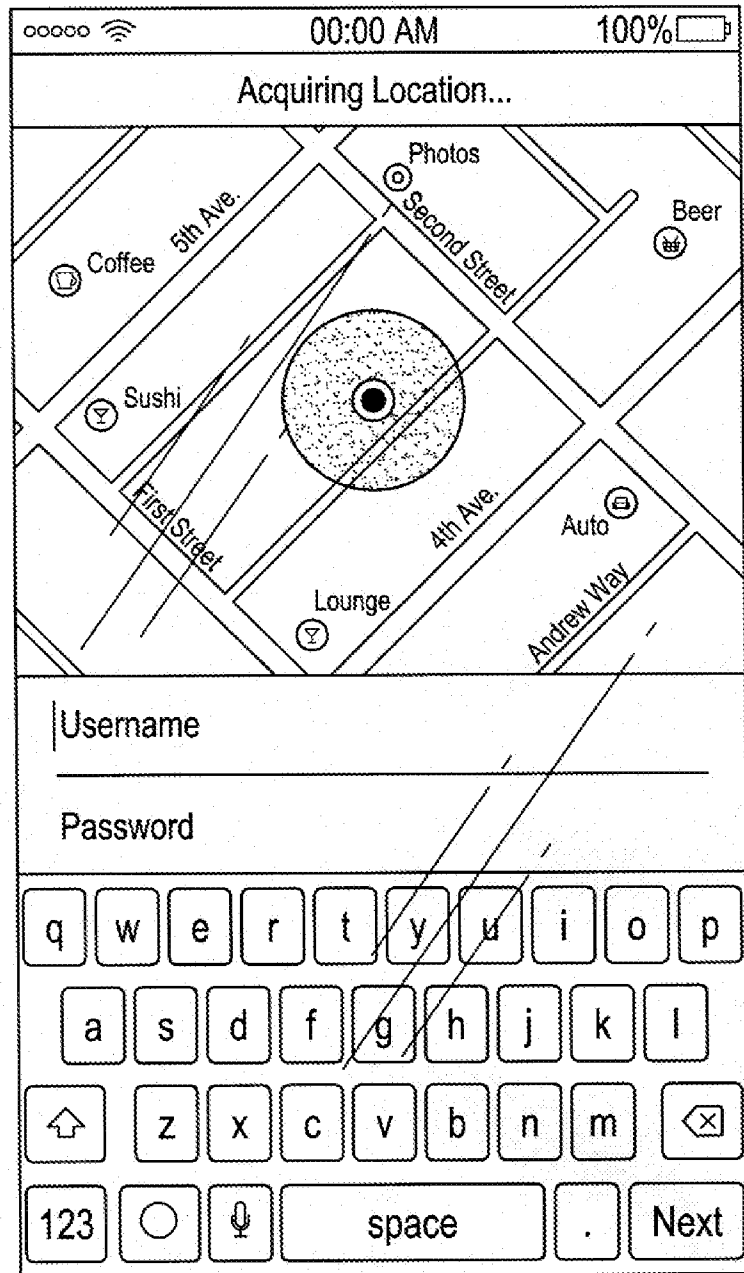 00:00 AM 100%
Acquiring Location...
Photos
5th Ave.
Second Street
Beer
Coffee
Sushi
First Street
4th Ave.
Auto
Lounge
Andrew Way
Username
Password
q w e r t y u i o p
a s d f g h j k l
z x c v b n m
123 space . Next